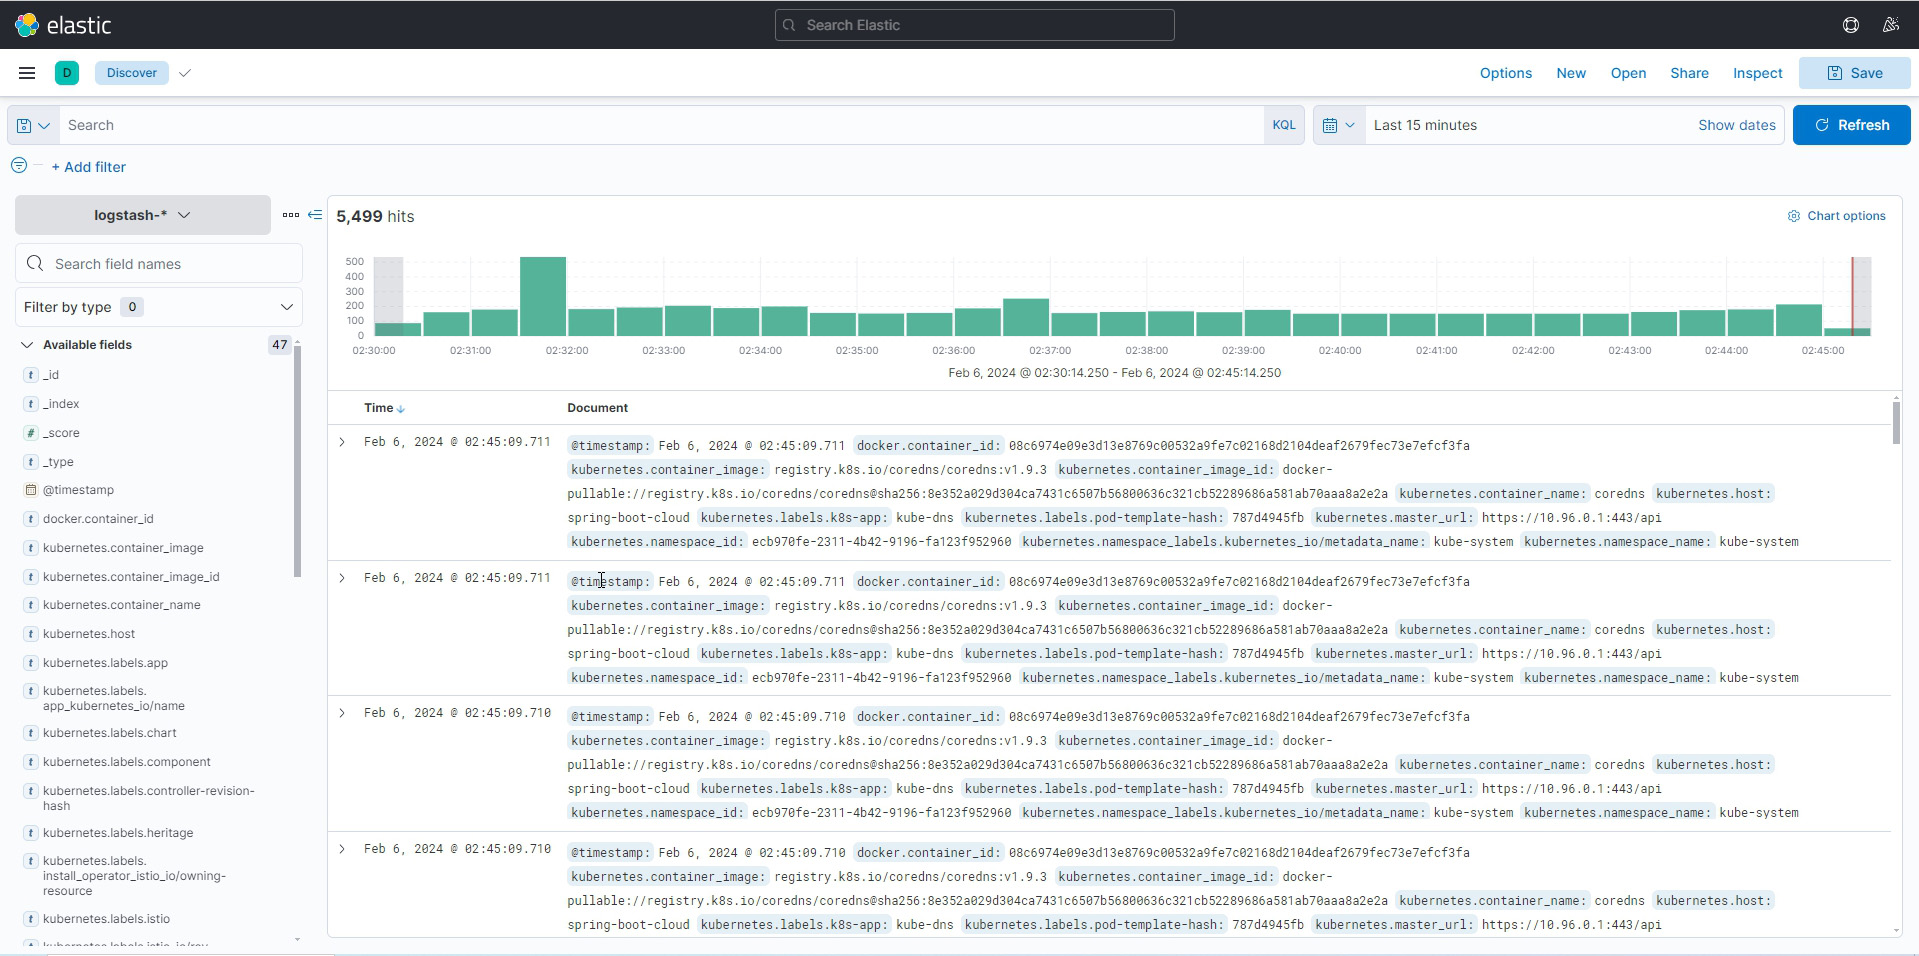 elastic
Search Elastic
D Discover
Options New Open Share Inspect Save
Search KQL Last 15 minutes Show dates Refresh
+ Add filter
logstash-*
Search field names
Filter by type 0
Available fields 47
t _id
t _index
# _score
t _type
@timestamp
t docker.container_id
t kubernetes.container_image
t kubernetes.container_image_id
t kubernetes.container_name
t kubernetes.host
t kubernetes.labels.app
t kubernetes.labels.
app_kubernetes_io/name
t kubernetes.labels.chart
t kubernetes.labels.component
t kubernetes.labels.controller-revision-
hash
t kubernetes.labels.heritage
t kubernetes.labels.
install_operator_istio_io/owning-
resource
t kubernetes.labels.istio
kubernetes.labels.istio_io/rev
5,499 hits
Chart options
500
400
300
200
100
0
02:30:00 02:31:00 02:32:00 02:33:00 02:34:00 02:35:00 02:36:00 02:37:00 02:38:00 02:39:00 02:40:00 02:41:00 02:42:00 02:43:00 02:44:00 02:45:00
Feb 6, 2024 @ 02:30:14.250 - Feb 6, 2024 @ 02:45:14.250
Time Document
Feb 6, 2024 @ 02:45:09.711 @timestamp: Feb 6, 2024 @ 02:45:09.711 docker.container_id: 08c6974e09e3d13e8769c00532a9fe7c02168d2104deaf2679fec73e7efcf3fa
kubernetes.container_image: registry.k8s.io/coredns/coredns:v1.9.3 kubernetes.container_image_id: docker-
pullable://registry.k8s.io/coredns/coredns@sha256:8e352a029d304ca7431c6507b56800636c321cb52289686a581ab70aaa8a2e2a kubernetes.container_name: coredns kubernetes.host:
spring-boot-cloud kubernetes.labels.k8s-app: kube-dns kubernetes.labels.pod-template-hash: 787d4945fb kubernetes.master_url: https://10.96.0.1:443/api
kubernetes.namespace_id: ecb970fe-2311-4b42-9196-fa123f952960 kubernetes.namespace_labels.kubernetes_io/metadata_name: kube-system kubernetes.namespace_name: kube-system
Feb 6, 2024 @ 02:45:09.711 @timestamp: Feb 6, 2024 @ 02:45:09.711 docker.container_id: 08c6974e09e3d13e8769c00532a9fe7c02168d2104deaf2679fec73e7efcf3fa
kubernetes.container_image: registry.k8s.io/coredns/coredns:v1.9.3 kubernetes.container_image_id: docker-
pullable://registry.k8s.io/coredns/coredns@sha256:8e352a029d304ca7431c6507b56800636c321cb52289686a581ab70aaa8a2e2a kubernetes.container_name: coredns kubernetes.host:
spring-boot-cloud kubernetes.labels.k8s-app: kube-dns kubernetes.labels.pod-template-hash: 787d4945fb kubernetes.master_url: https://10.96.0.1:443/api
kubernetes.namespace_id: ecb970fe-2311-4b42-9196-fa123f952960 kubernetes.namespace_labels.kubernetes_io/metadata_name: kube-system kubernetes.namespace_name: kube-system
Feb 6, 2024 @ 02:45:09.710 @timestamp: Feb 6, 2024 @ 02:45:09.710 docker.container_id: 08c6974e09e3d13e8769c00532a9fe7c02168d2104deaf2679fec73e7efcf3fa
kubernetes.container_image: registry.k8s.io/coredns/coredns:v1.9.3 kubernetes.container_image_id: docker-
pullable://registry.k8s.io/coredns/coredns@sha256:8e352a029d304ca7431c6507b56800636c321cb52289686a581ab70aaa8a2e2a kubernetes.container_name: coredns kubernetes.host:
spring-boot-cloud kubernetes.labels.k8s-app: kube-dns kubernetes.labels.pod-template-hash: 787d4945fb kubernetes.master_url: https://10.96.0.1:443/api
kubernetes.namespace_id: ecb970fe-2311-4b42-9196-fa123f952960 kubernetes.namespace_labels.kubernetes_io/metadata_name: kube-system kubernetes.namespace_name: kube-system
Feb 6, 2024 @ 02:45:09.710 @timestamp: Feb 6, 2024 @ 02:45:09.710 docker.container_id: 08c6974e09e3d13e8769c00532a9fe7c02168d2104deaf2679fec73e7efcf3fa
kubernetes.container_image: registry.k8s.io/coredns/coredns:v1.9.3 kubernetes.container_image_id: docker-
pullable://registry.k8s.io/coredns/coredns@sha256:8e352a029d304ca7431c6507b56800636c321cb52289686a581ab70aaa8a2e2a kubernetes.container_name: coredns kubernetes.host:
spring-boot-cloud kubernetes.labels.k8s-app: kube-dns kubernetes.labels.pod-template-hash: 787d4945fb kubernetes.master_url: https://10.96.0.1:443/api